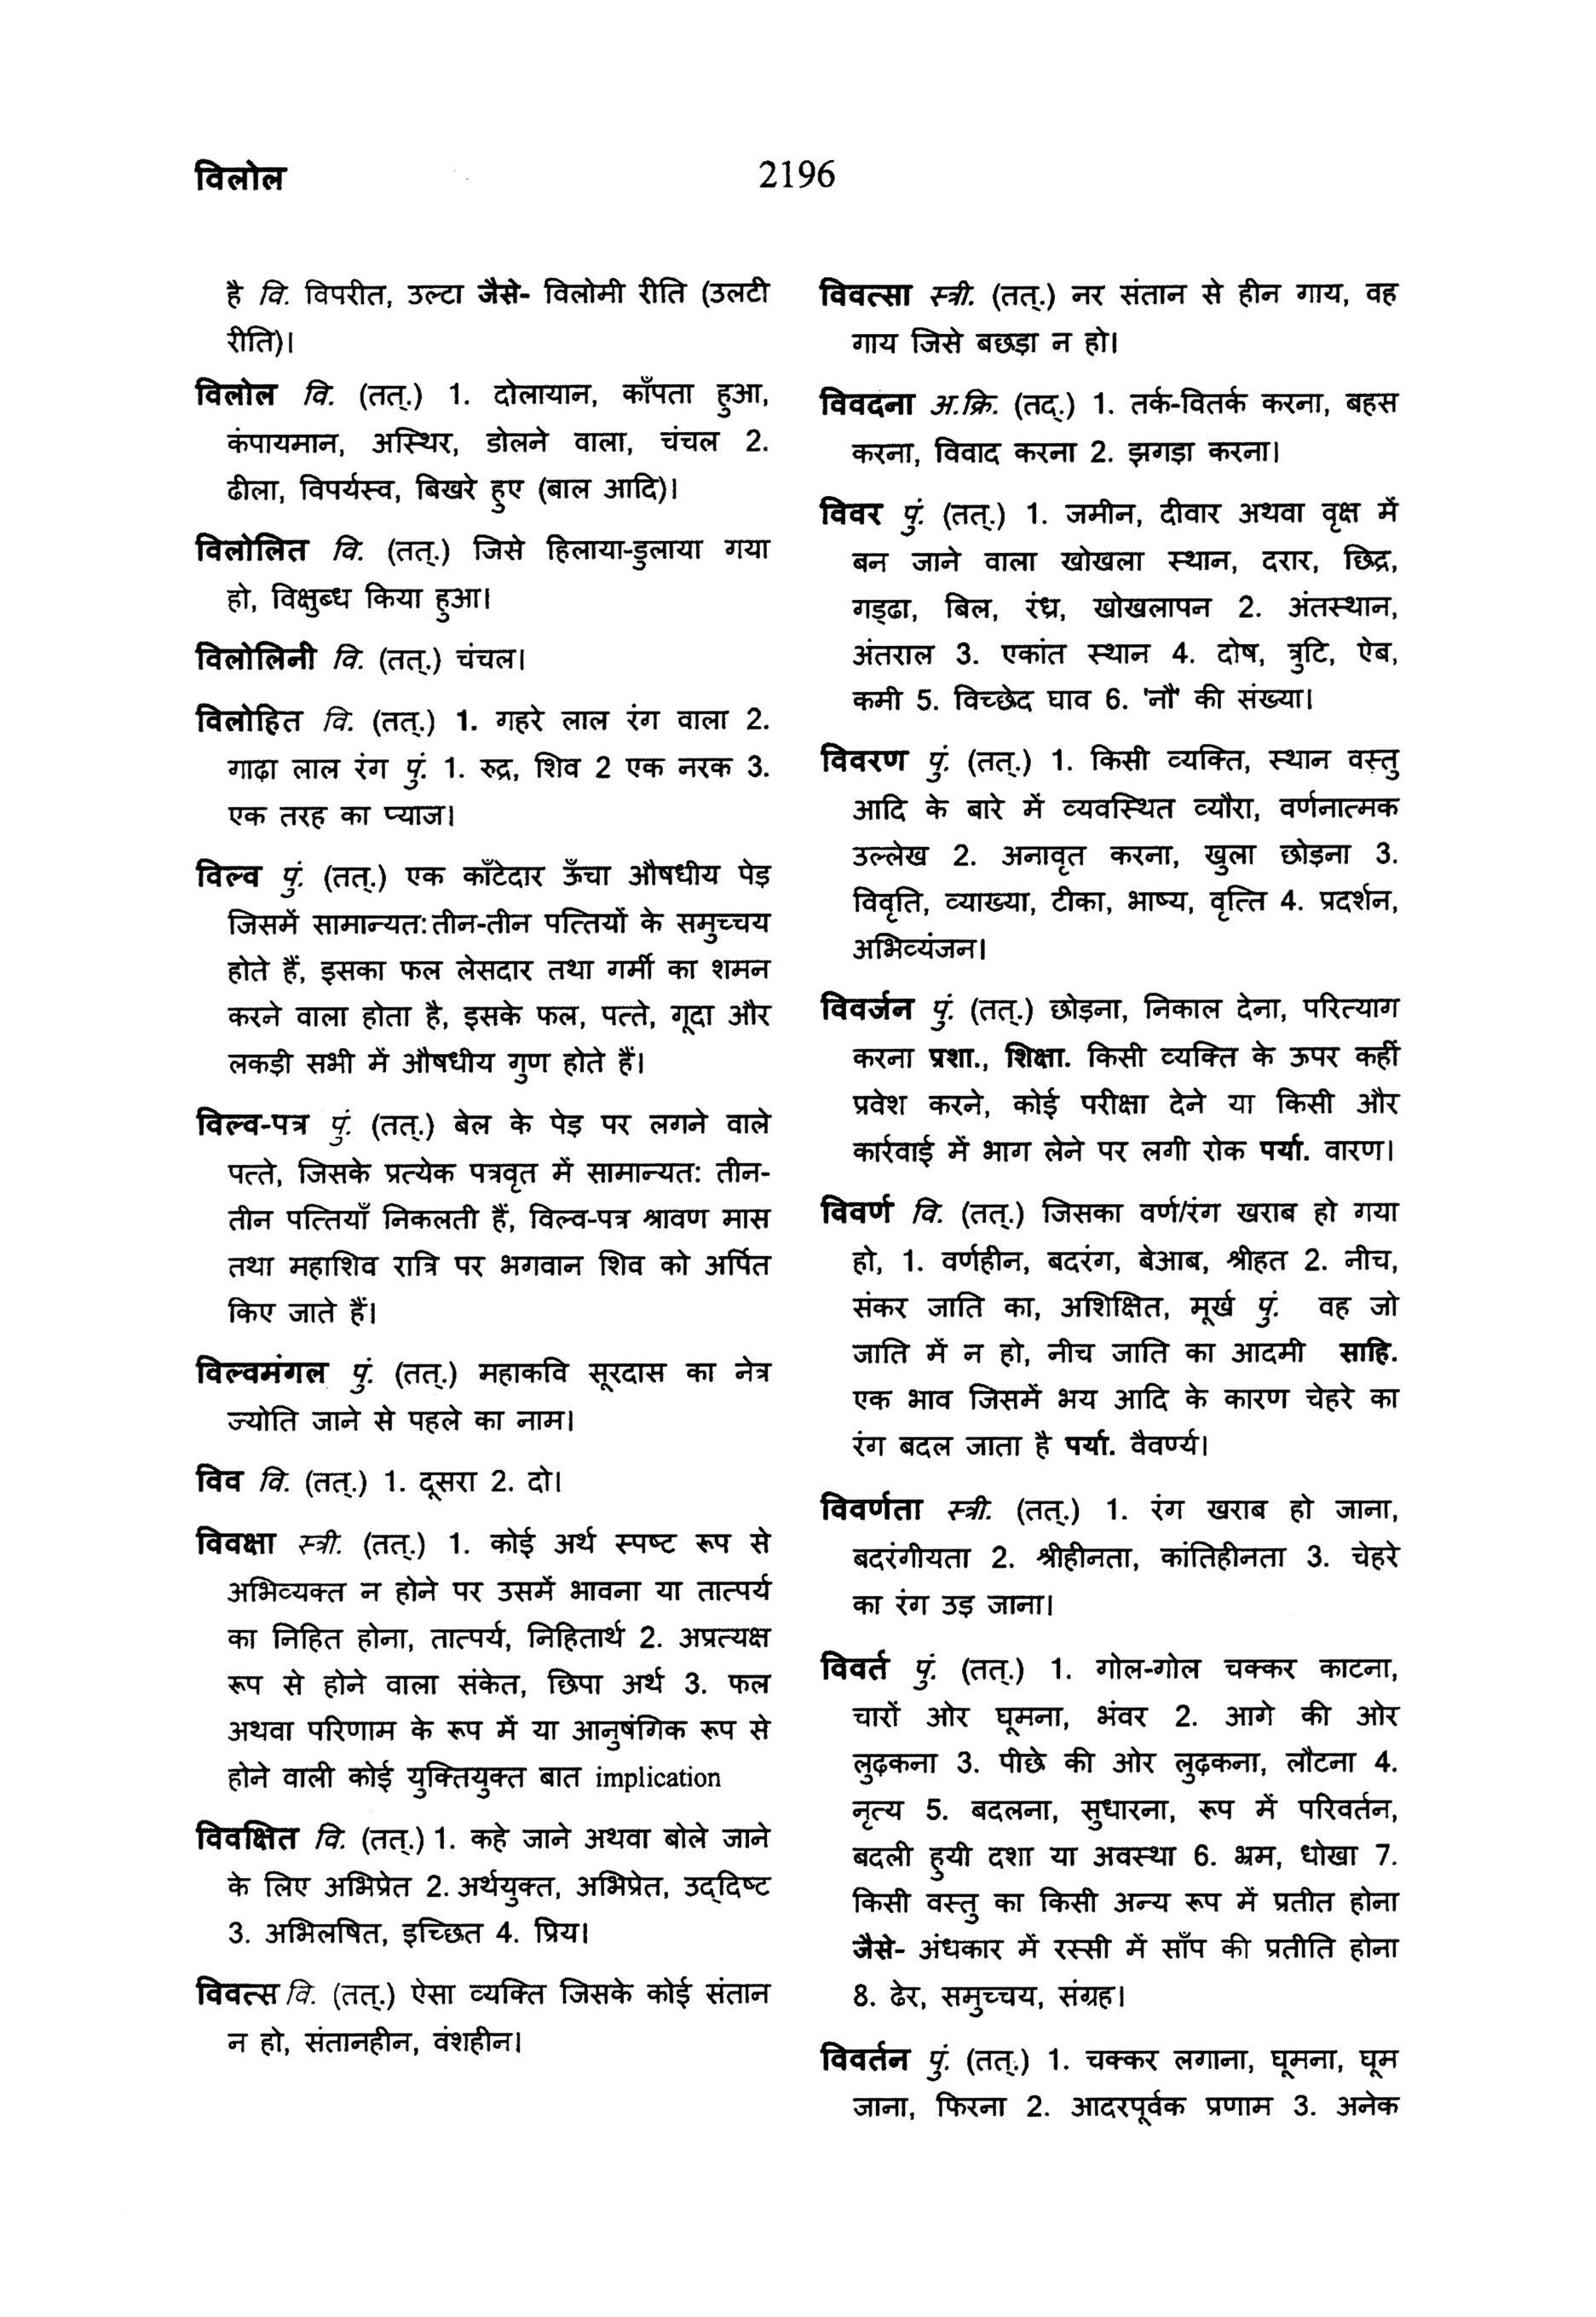 विलोल
2196
है वि. विपरीत, उल्टा जैसे- विलोमी रीति (उलटी
रीति)।
विलोल वि. (तत्.) 1. दोलायान, काँपता हुआ,
कंपायमान, अस्थिर, डोलने वाला, चंचल 2.
ढीला, विपर्यस्व, बिखरे हुए (बाल आदि)।
विलोलित वि. (तत्.) जिसे हिलाया-डुलाया गया
हो, विक्षुब्ध किया हुआ।
विलोलिनी वि. (तत्.) चंचल।
विलोहित वि. (तत्.) 1. गहरे लाल रंग वाला 2.
गाढ़ा लाल रंग पुं. 1. रुद्र, शिव 2 एक नरक 3.
एक तरह का प्याज।
विल्व पुं. (तत्.) एक काँटेदार ऊँचा औषधीय पेड़
जिसमें सामान्यत: तीन-तीन पत्तियों के समुच्चय
होते हैं, इसका फल लेसदार तथा गर्मी का शमन
करने वाला होता है, इसके फल, पत्ते, गूदा और
लकड़ी सभी में औषधीय गुण होते हैं।
विल्व-पत्र पुं. (तत्.) बेल के पेड़ पर लगने वाले
पत्ते, जिसके प्रत्येक पत्रवृत में सामान्यत: तीन-
तीन पत्तियाँ निकलती हैं, विल्व-पत्र श्रावण मास
तथा महाशिव रात्रि पर भगवान शिव को अर्पित
किए जाते हैं।
विल्वमंगल पुं. (तत्.) महाकवि सूरदास का नेत्र
ज्योति जाने से पहले का नाम।
विव वि. (तत्.) 1. दूसरा 2. दो।
विवक्षा स्त्री. (तत्.) 1. कोई अर्थ स्पष्ट रूप से
अभिव्यक्त न होने पर उसमें भावना या तात्पर्य
का निहित होना, तात्पर्य, निहितार्थ 2. अप्रत्यक्ष
रूप से होने वाला संकेत, छिपा अर्थ 3. फल
अथवा परिणाम के रूप में या आनुषंगिक रूप से
होने वाली कोई युक्तियुक्त बात implication
विवक्षित वि. (तत्.) 1. कहे जाने अथवा बोले जाने
के लिए अभिप्रेत 2. अर्थयुक्त, अभिप्रेत, उद्दिष्ट
3. अभिलषित, इच्छित 4. प्रिय।
विवत्स वि. (तत्.) ऐसा व्यक्ति जिसके कोई संतान
न हो, संतानहीन, वंशहीन।
विवत्सा स्त्री. (तत्.) नर संतान से हीन गाय, वह
गाय जिसे बछड़ा न हो।
विवदना अ.क्रि. (तद्.) 1. तर्क-वितर्क करना, बहस
करना, विवाद करना 2. झगड़ा करना।
विवर पुं. (तत्.) 1. जमीन, दीवार अथवा वृक्ष में
बन जाने वाला खोखला स्थान, दरार, छिद्र,
गड्ढा, बिल, रंध्र, खोखलापन 2. अंतस्थान,
अंतराल 3. एकांत स्थान 4. दोष, त्रुटि, ऐब,
कमी 5. विच्छेद घाव 6. 'नौ' की संख्या।
विवरण पुं. (तत्.) 1. किसी व्यक्ति, स्थान वस्तु
आदि के बारे में व्यवस्थित व्यौरा, वर्णनात्मक
उल्लेख 2. अनावृत करना, खुला छोड़ना 3.
विवृति, व्याख्या, टीका, भाष्य, वृत्ति 4. प्रदर्शन,
अभिव्यंजन।
विवर्जन पुं. (तत्.) छोड़ना, निकाल देना, परित्याग
करना प्रशा., शिक्षा. किसी व्यक्ति के ऊपर कहीं
प्रवेश करने, कोई परीक्षा देने या किसी और
कार्रवाई में भाग लेने पर लगी रोक पर्या. वारण।
विवर्ण वि. (तत्.) जिसका वर्ण/रंग खराब हो गया
हो, 1. वर्णहीन, बदरंग, बेआब, श्रीहत 2. नीच,
संकर जाति का, अशिक्षित, मूर्ख पुं. वह जो
जाति में न हो, नीच जाति का आदमी साहि.
एक भाव जिसमें भय आदि के कारण चेहरे का
रंग बदल जाता है पर्या. वैवर्ण्य।
विवर्णता स्त्री. (तत्.) 1. रंग खराब हो जाना,
बदरंगीयता 2. श्रीहीनता, कांतिहीनता 3. चेहरे
का रंग उड़ जाना।
विवर्त पुं. (तत्.) 1. गोल-गोल चक्कर काटना,
चारों ओर घूमना, भंवर 2. आगे की ओर
लुढ़कना 3. पीछे की ओर लुढ़कना, लौटना 4.
नृत्य 5. बदलना, सुधारना, रूप में परिवर्तन,
बदली हुयी दशा या अवस्था 6. भ्रम, धोखा 7.
किसी वस्तु का किसी अन्य रूप में प्रतीत होना
जैसे- अंधकार में रस्सी में साँप की प्रतीति होना
8. ढेर, समुच्चय, संग्रह।
विवर्तन पुं. (तत्.) 1. चक्कर लगाना, घूमना, घूम
जाना, फिरना 2. आदरपूर्वक प्रणाम 3. अनेक